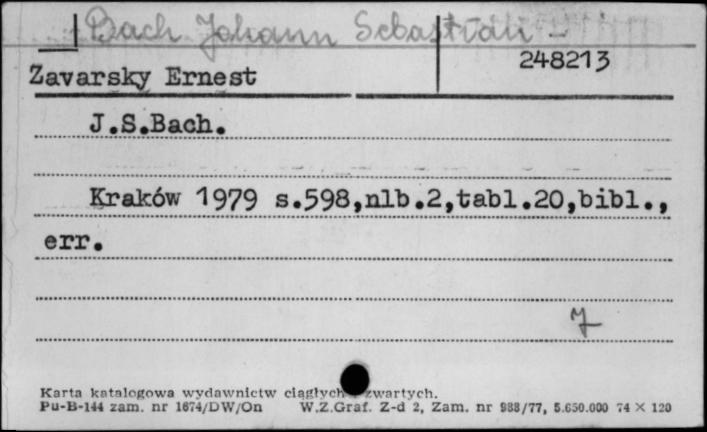 Bach Johann Sebastian -
248213
Zavarsky Ernest
J.S.Bach.
Kraków 1979 s.598,nlb.2,tabl.20,bibl.,
err.
Karta katalogowa wydawnictw ciągłych zwartych.
Pu-B-144 zam. nr 1674/DW/On W.Z.Graf. Z-d 2, Zam. nr 988/77, 5.650.000 74 × 120